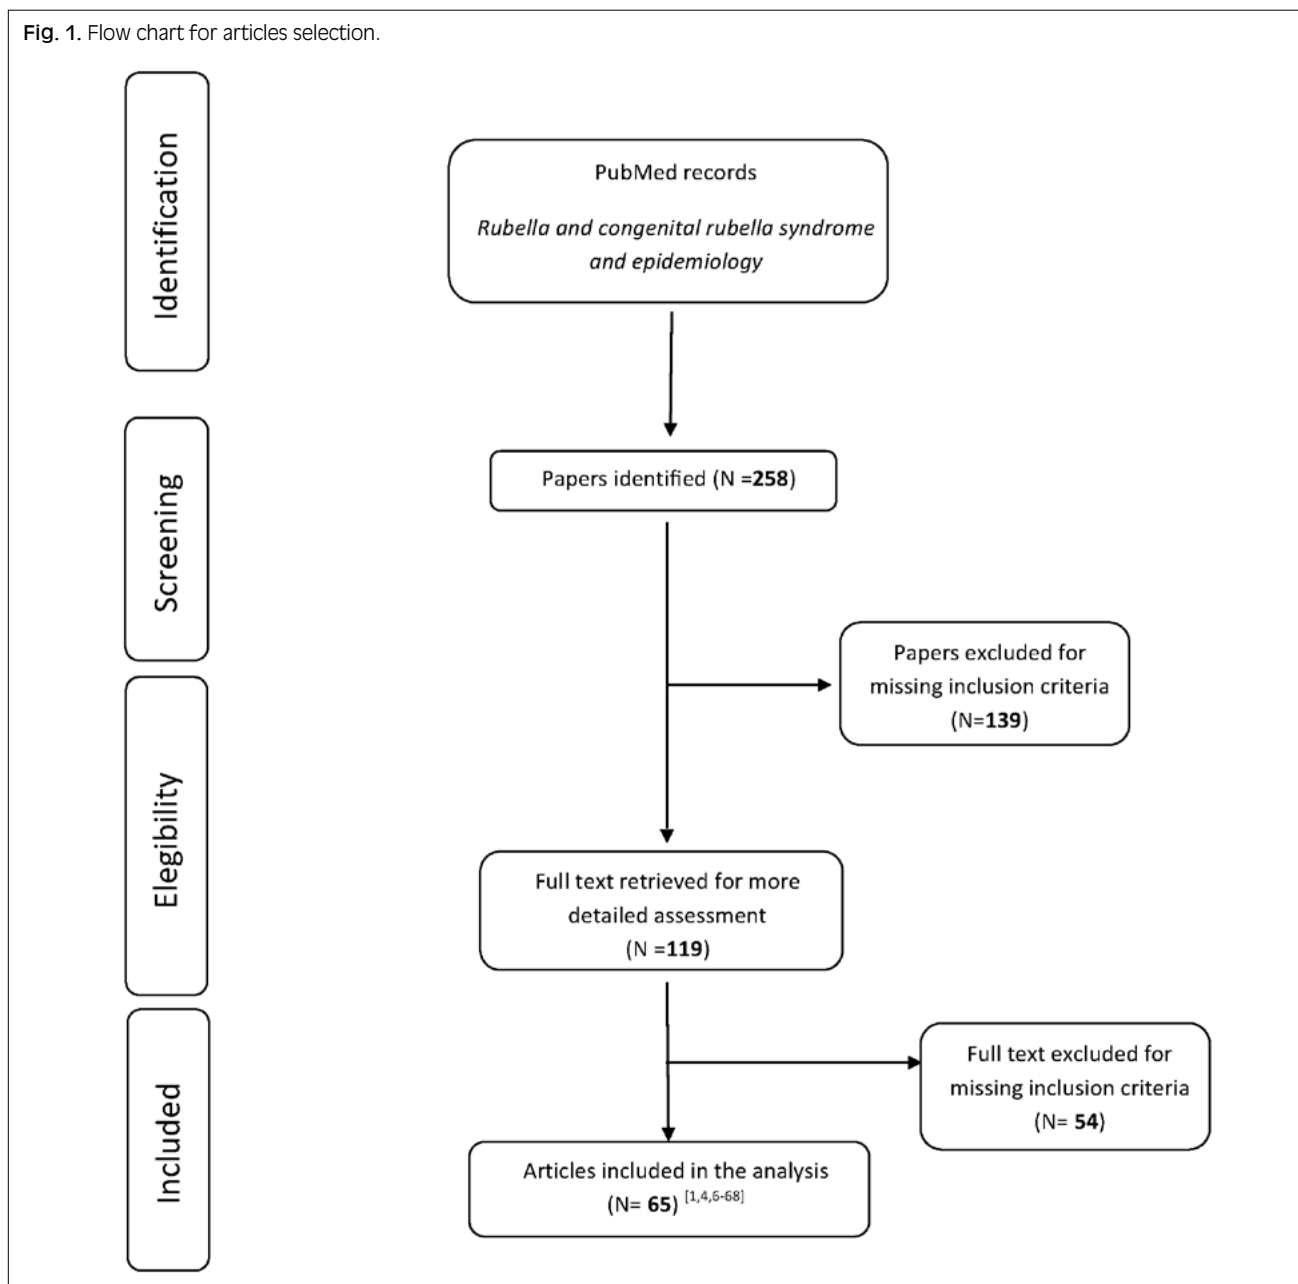 Fig. 1. Flow chart for articles selection.
Identification
PubMed records
Rubella and congenital rubella syndrome
and epidemiology
Screening
Papers identified (N =258)
Papers excluded for
missing inclusion criteria
(N=139)
Elegibility
Full text retrieved for more
detailed assessment
(N =119)
Included
Full text excluded for
missing inclusion criteria
(N= 54)
Articles included in the analysis
(N= 65) [1,4,6-68]